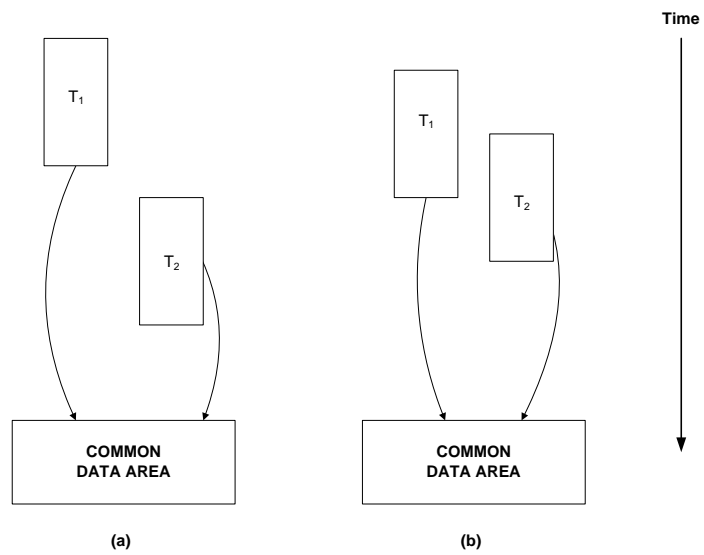 Time
T₁
T₂
COMMON
DATA AREA
(a)
T₁
T₂
COMMON
DATA AREA
(b)